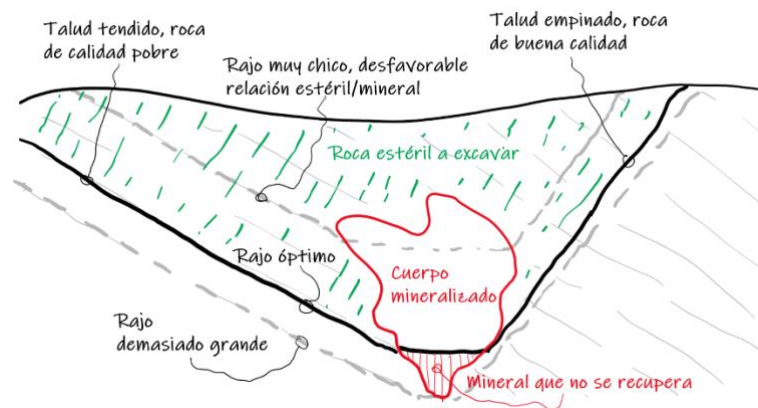 Talud tendido, roca
de calidad pobre
Rajo muy chico, desfavorable
relación estéril/mineral
Talud empinado, roca
de buena calidad
Roca estéril a excavar
Rajo óptimo
Cuerpo
mineralizado
Rajo
demasiado grande
Mineral que no se recupera